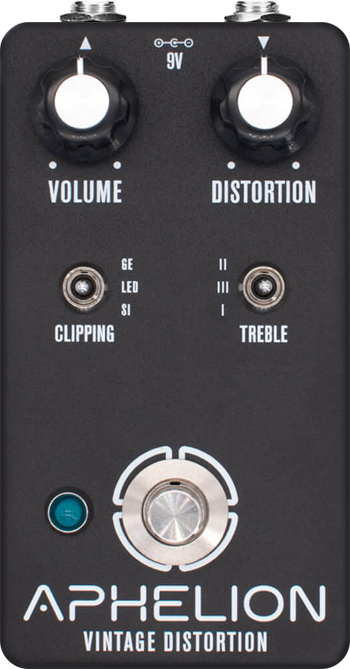 9V
VOLUME
DISTORTION
GE
LED
SI
CLIPPING
II
III
I
TREBLE
APHELION
VINTAGE DISTORTION